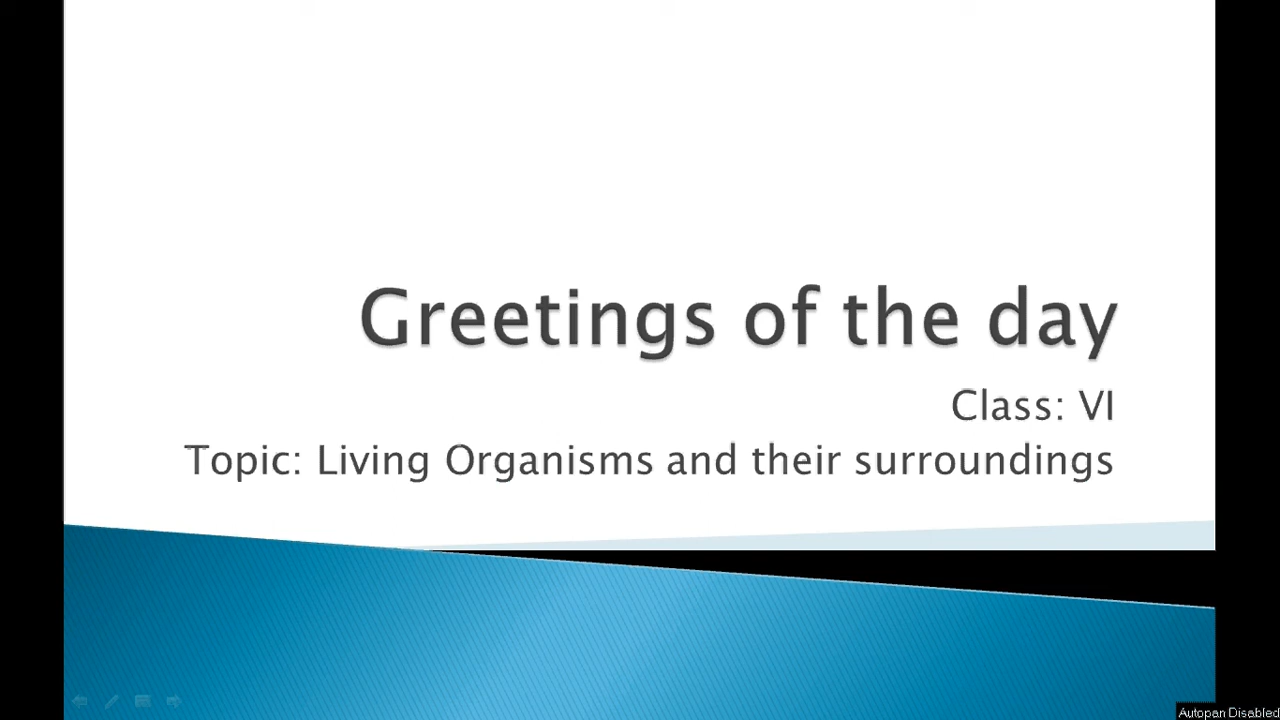 Greetings of the day
Class: VI
Topic: Living Organisms and their surroundings
Autopan Disabled